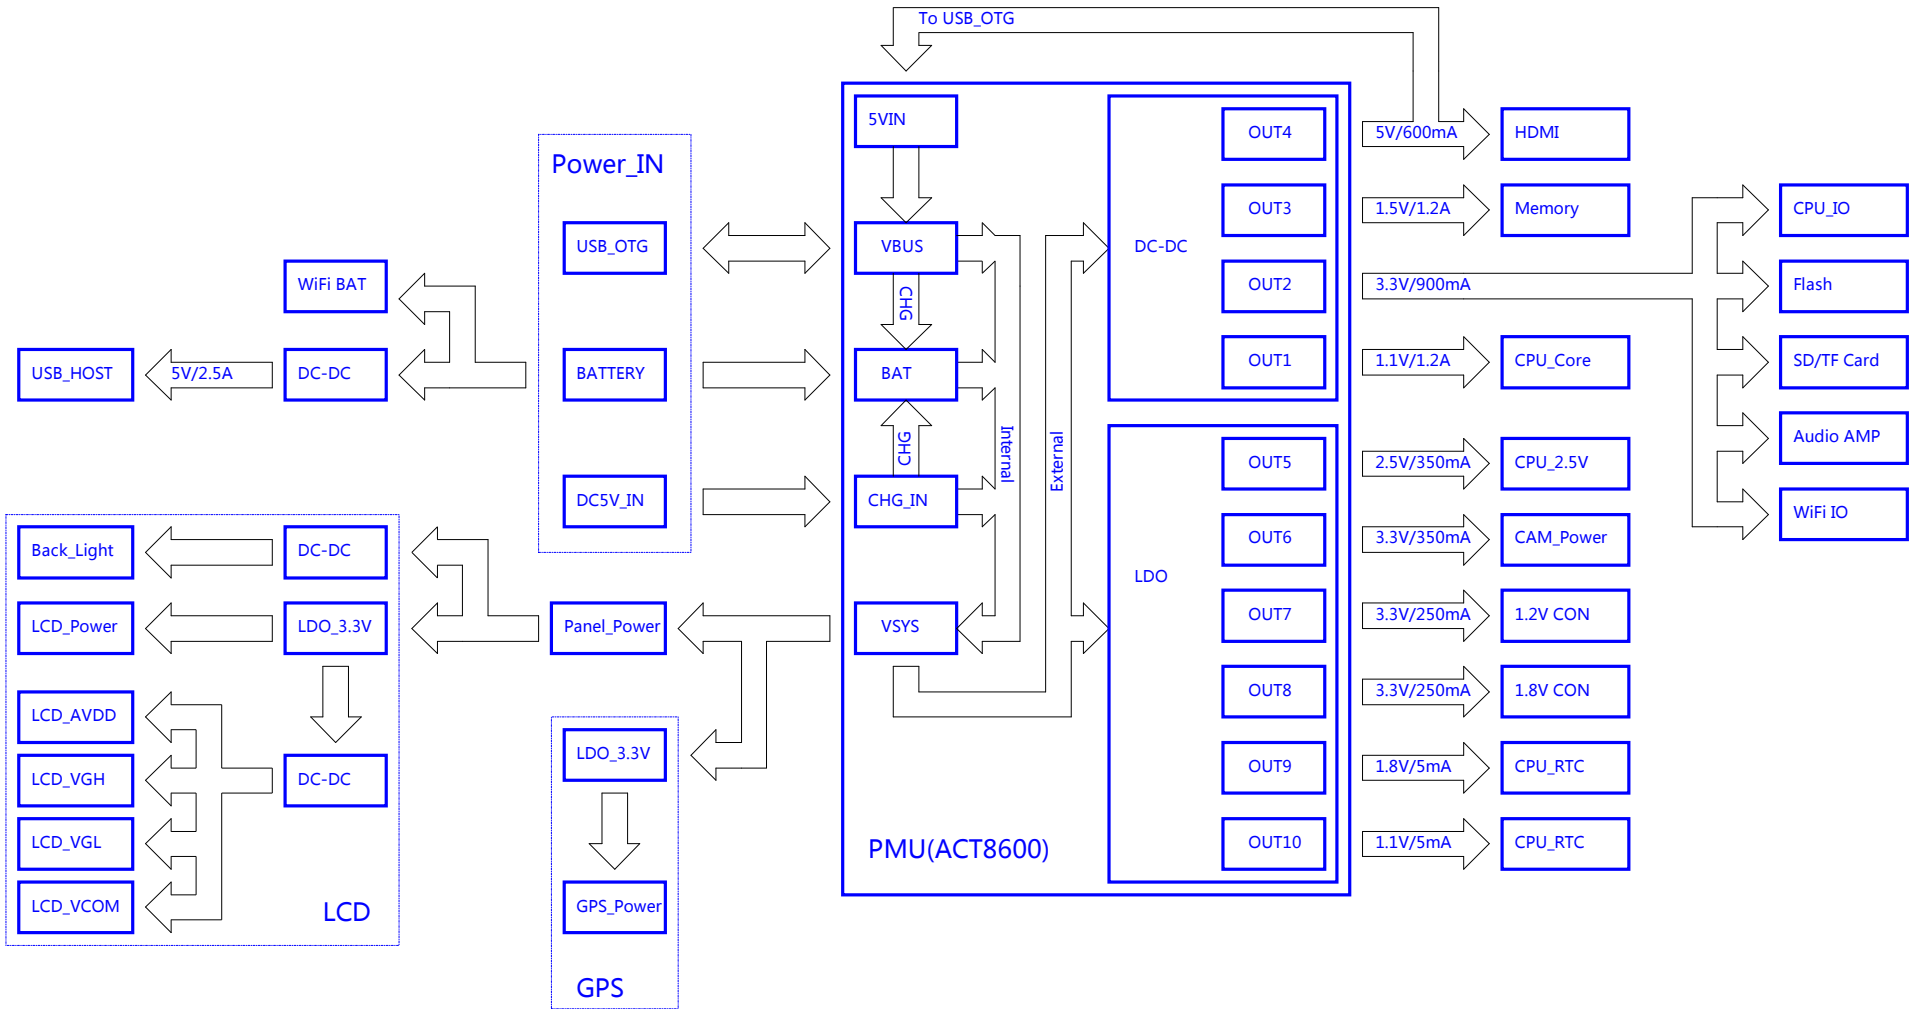 To USB_OTG
5VIN
OUT4
5V/600mA
HDMI
Power_IN
OUT3
1.5V/1.2A
Memory
CPU_IO
USB_OTG
VBUS
DC-DC
WiFi BAT
CHG
OUT2
3.3V/900mA
Flash
USB_HOST
5V/2.5A
DC-DC
BATTERY
BAT
OUT1
1.1V/1.2A
CPU_Core
SD/TF Card
CHG
Internal
External
Audio AMP
OUT5
2.5V/350mA
CPU_2.5V
DC5V_IN
CHG_IN
WiFi IO
Back_Light
DC-DC
OUT6
3.3V/350mA
CAM_Power
LDO
LCD_Power
LDO_3.3V
Panel_Power
VSYS
OUT7
3.3V/250mA
1.2V CON
LCD_AVDD
OUT8
3.3V/250mA
1.8V CON
LDO_3.3V
LCD_VGH
DC-DC
OUT9
1.8V/5mA
CPU_RTC
LCD_VGL
PMU(ACT8600)
OUT10
1.1V/5mA
CPU_RTC
LCD_VCOM
LCD
GPS_Power
GPS